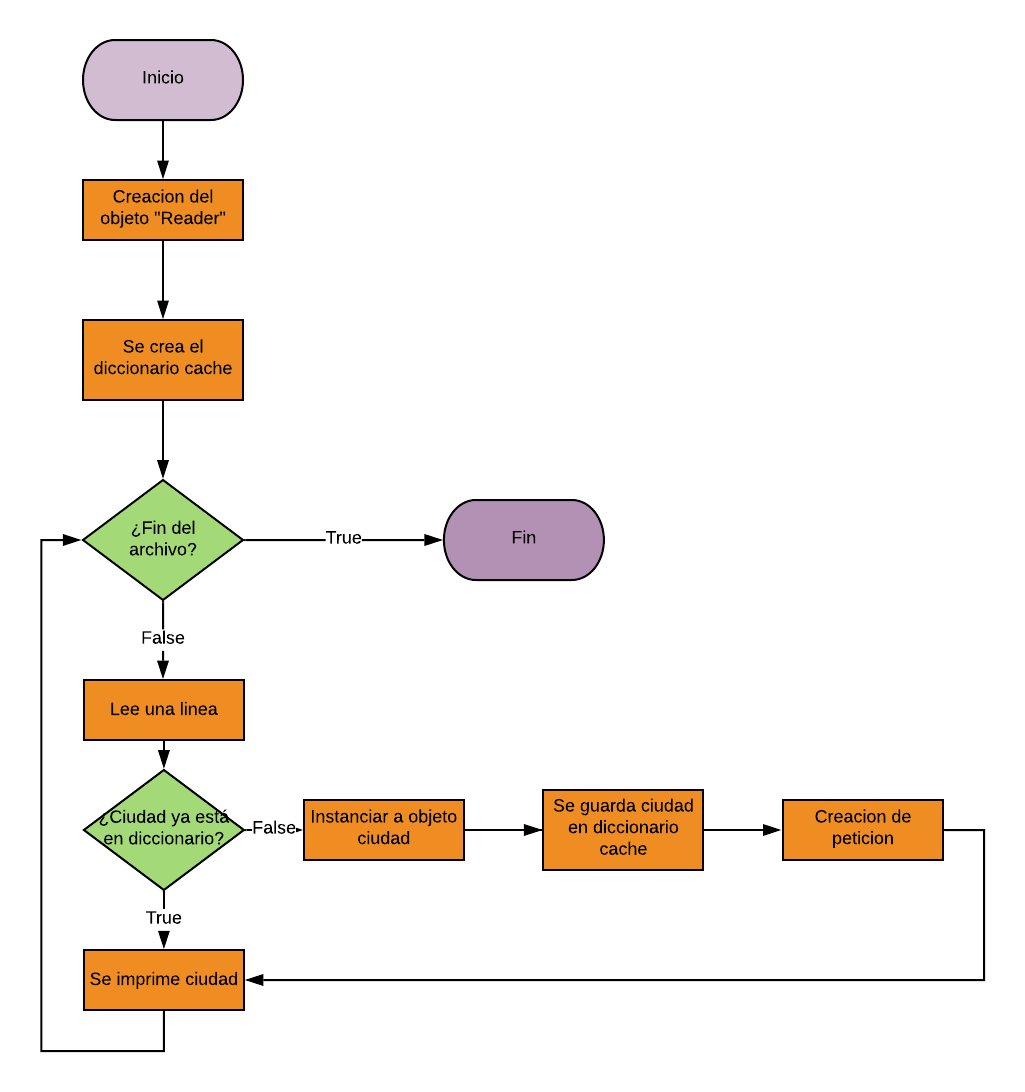 Inicio
Creacion del
objeto "Reader"
Se crea el
diccionario cache
¿Fin del
archivo?
True
Fin
False
Lee una linea
¿Ciudad ya está
en diccionario?
False
Instanciar a objeto
ciudad
Se guarda ciudad
en diccionario
cache
Creacion de
peticion
True
Se imprime ciudad